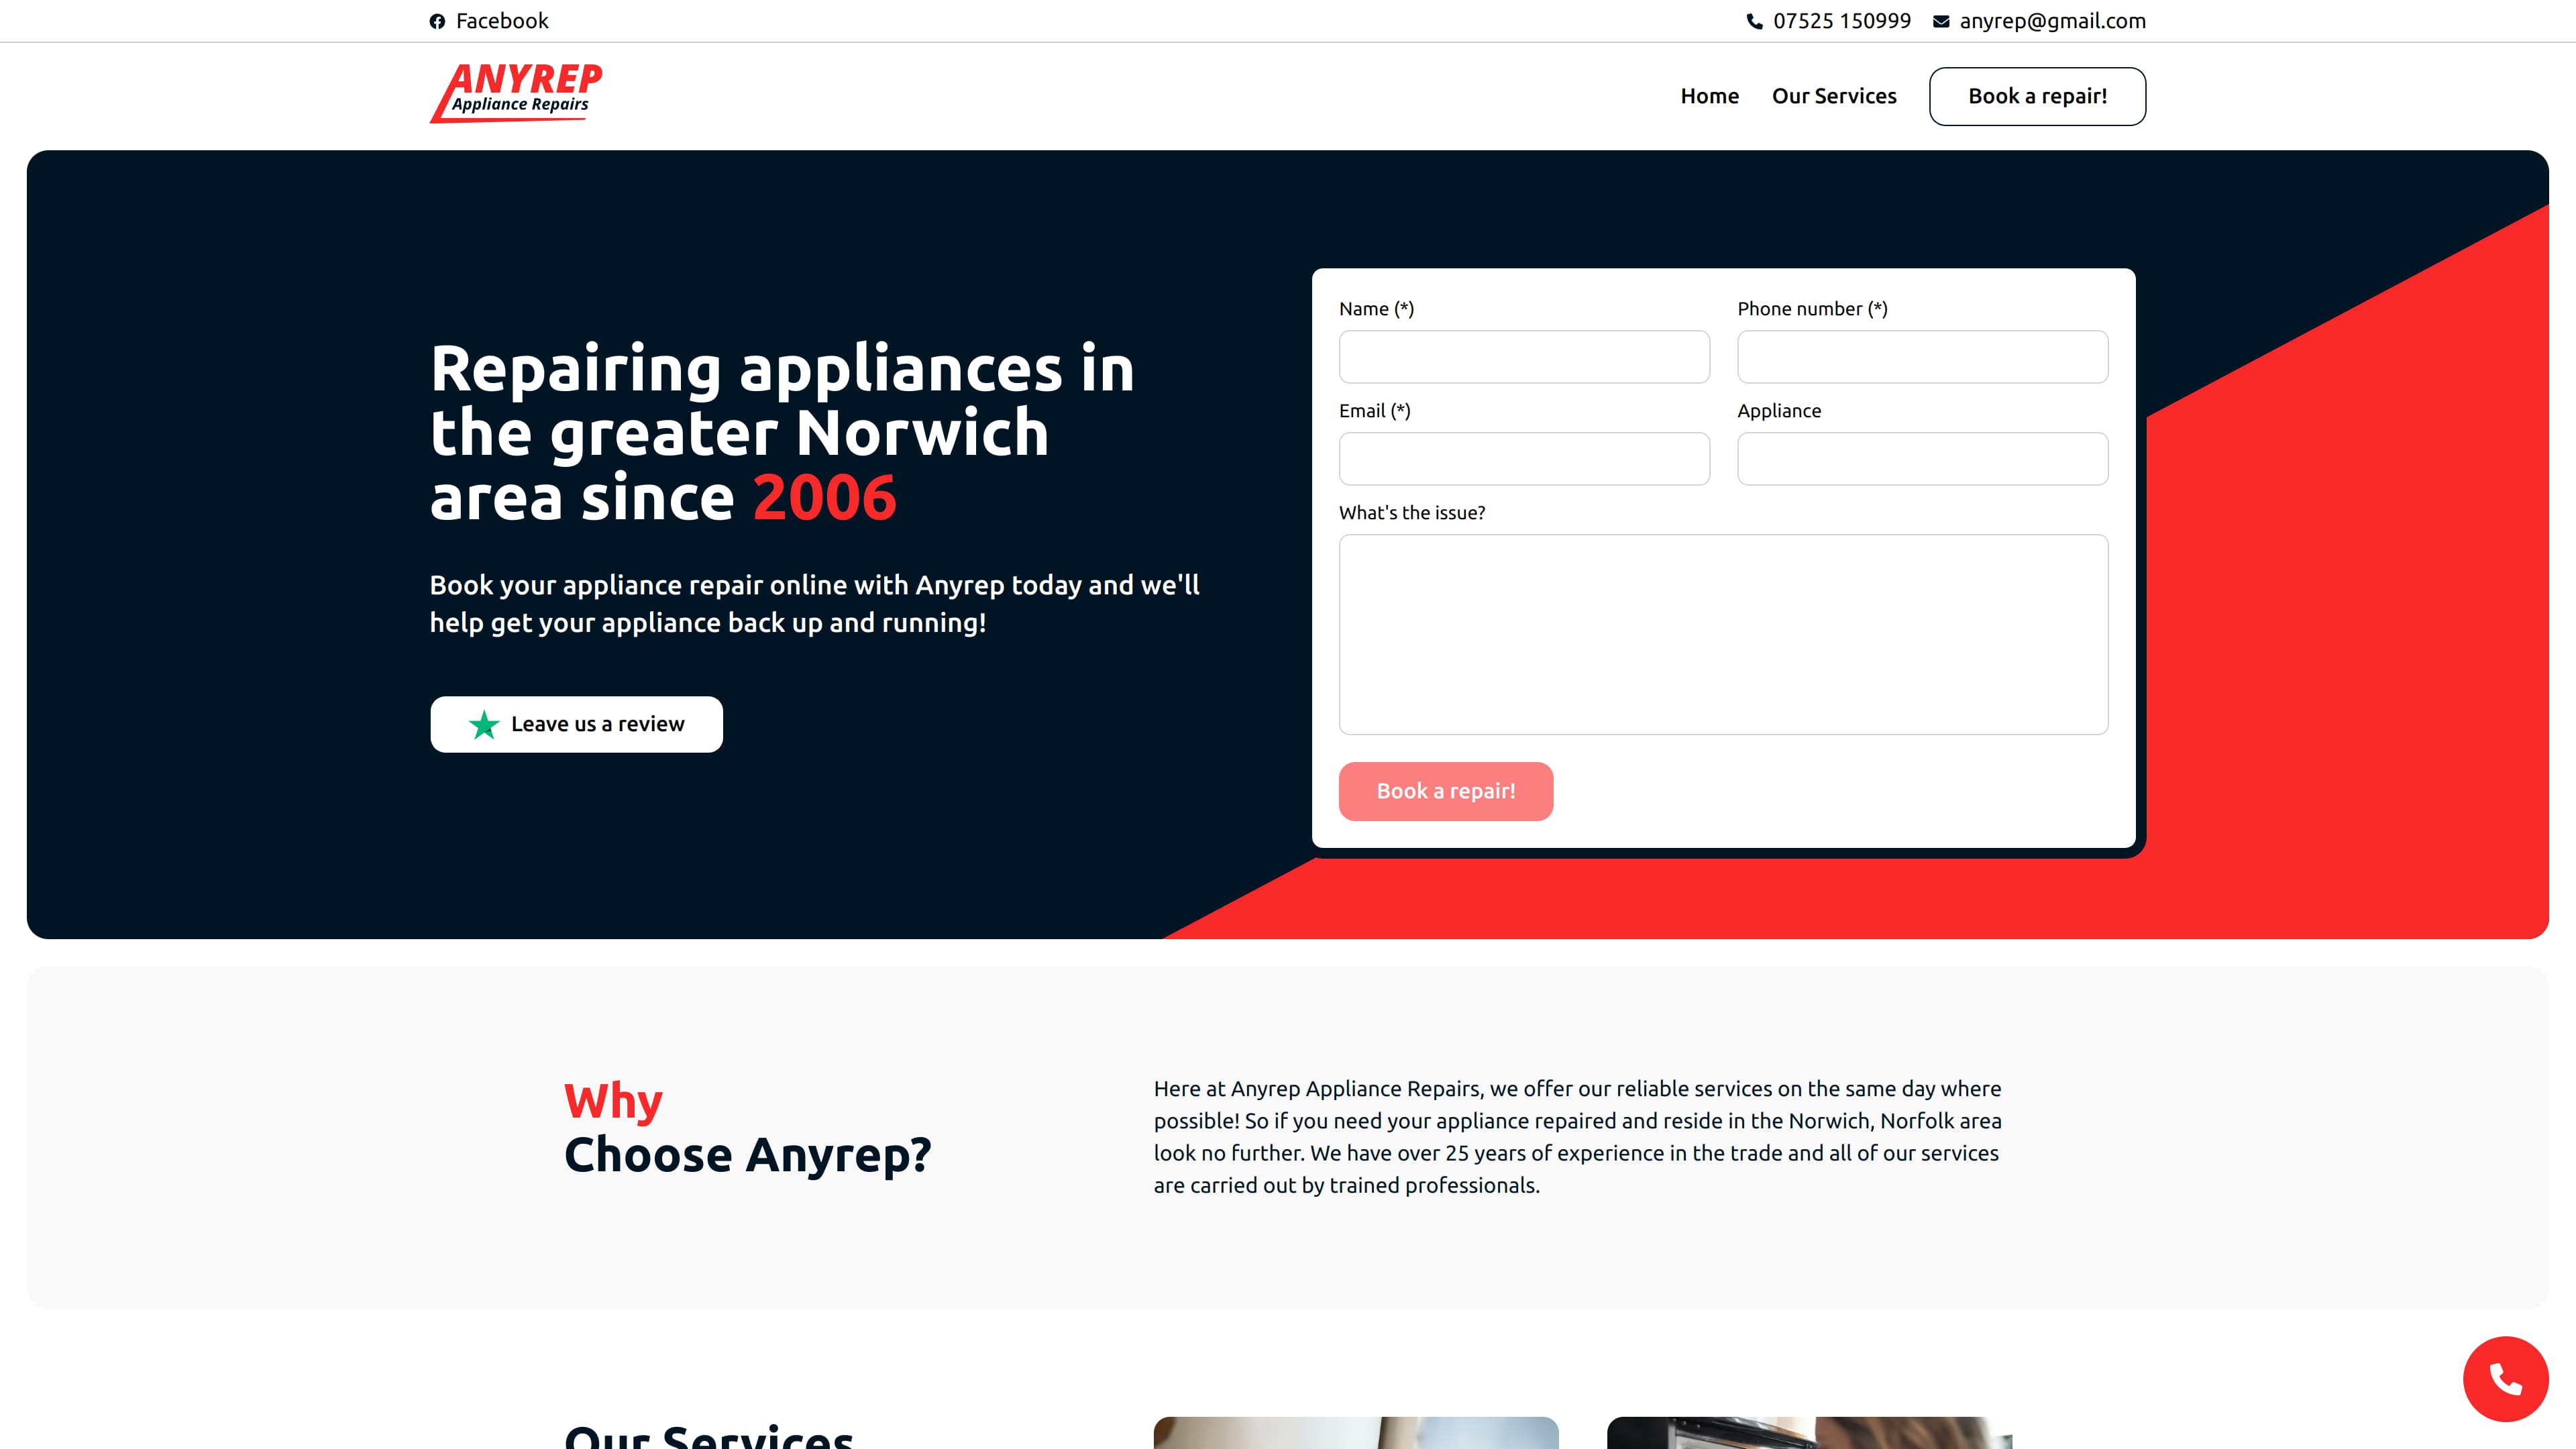 Facebook
07525 150999
anyrep@gmail.com
ANYREP
Appliance Repairs
Home
Our Services
Book a repair!
Repairing appliances in
the greater Norwich
area since 2006
Book your appliance repair online with Anyrep today and we'll
help get your appliance back up and running!
Leave us a review
Name (*)
Phone number (*)
Email (*)
Appliance
What's the issue?
Book a repair!
Why
Choose Anyrep?
Here at Anyrep Appliance Repairs, we offer our reliable services on the same day where
possible! So if you need your appliance repaired and reside in the Norwich, Norfolk area
look no further. We have over 25 years of experience in the trade and all of our services
are carried out by trained professionals.
Our Services